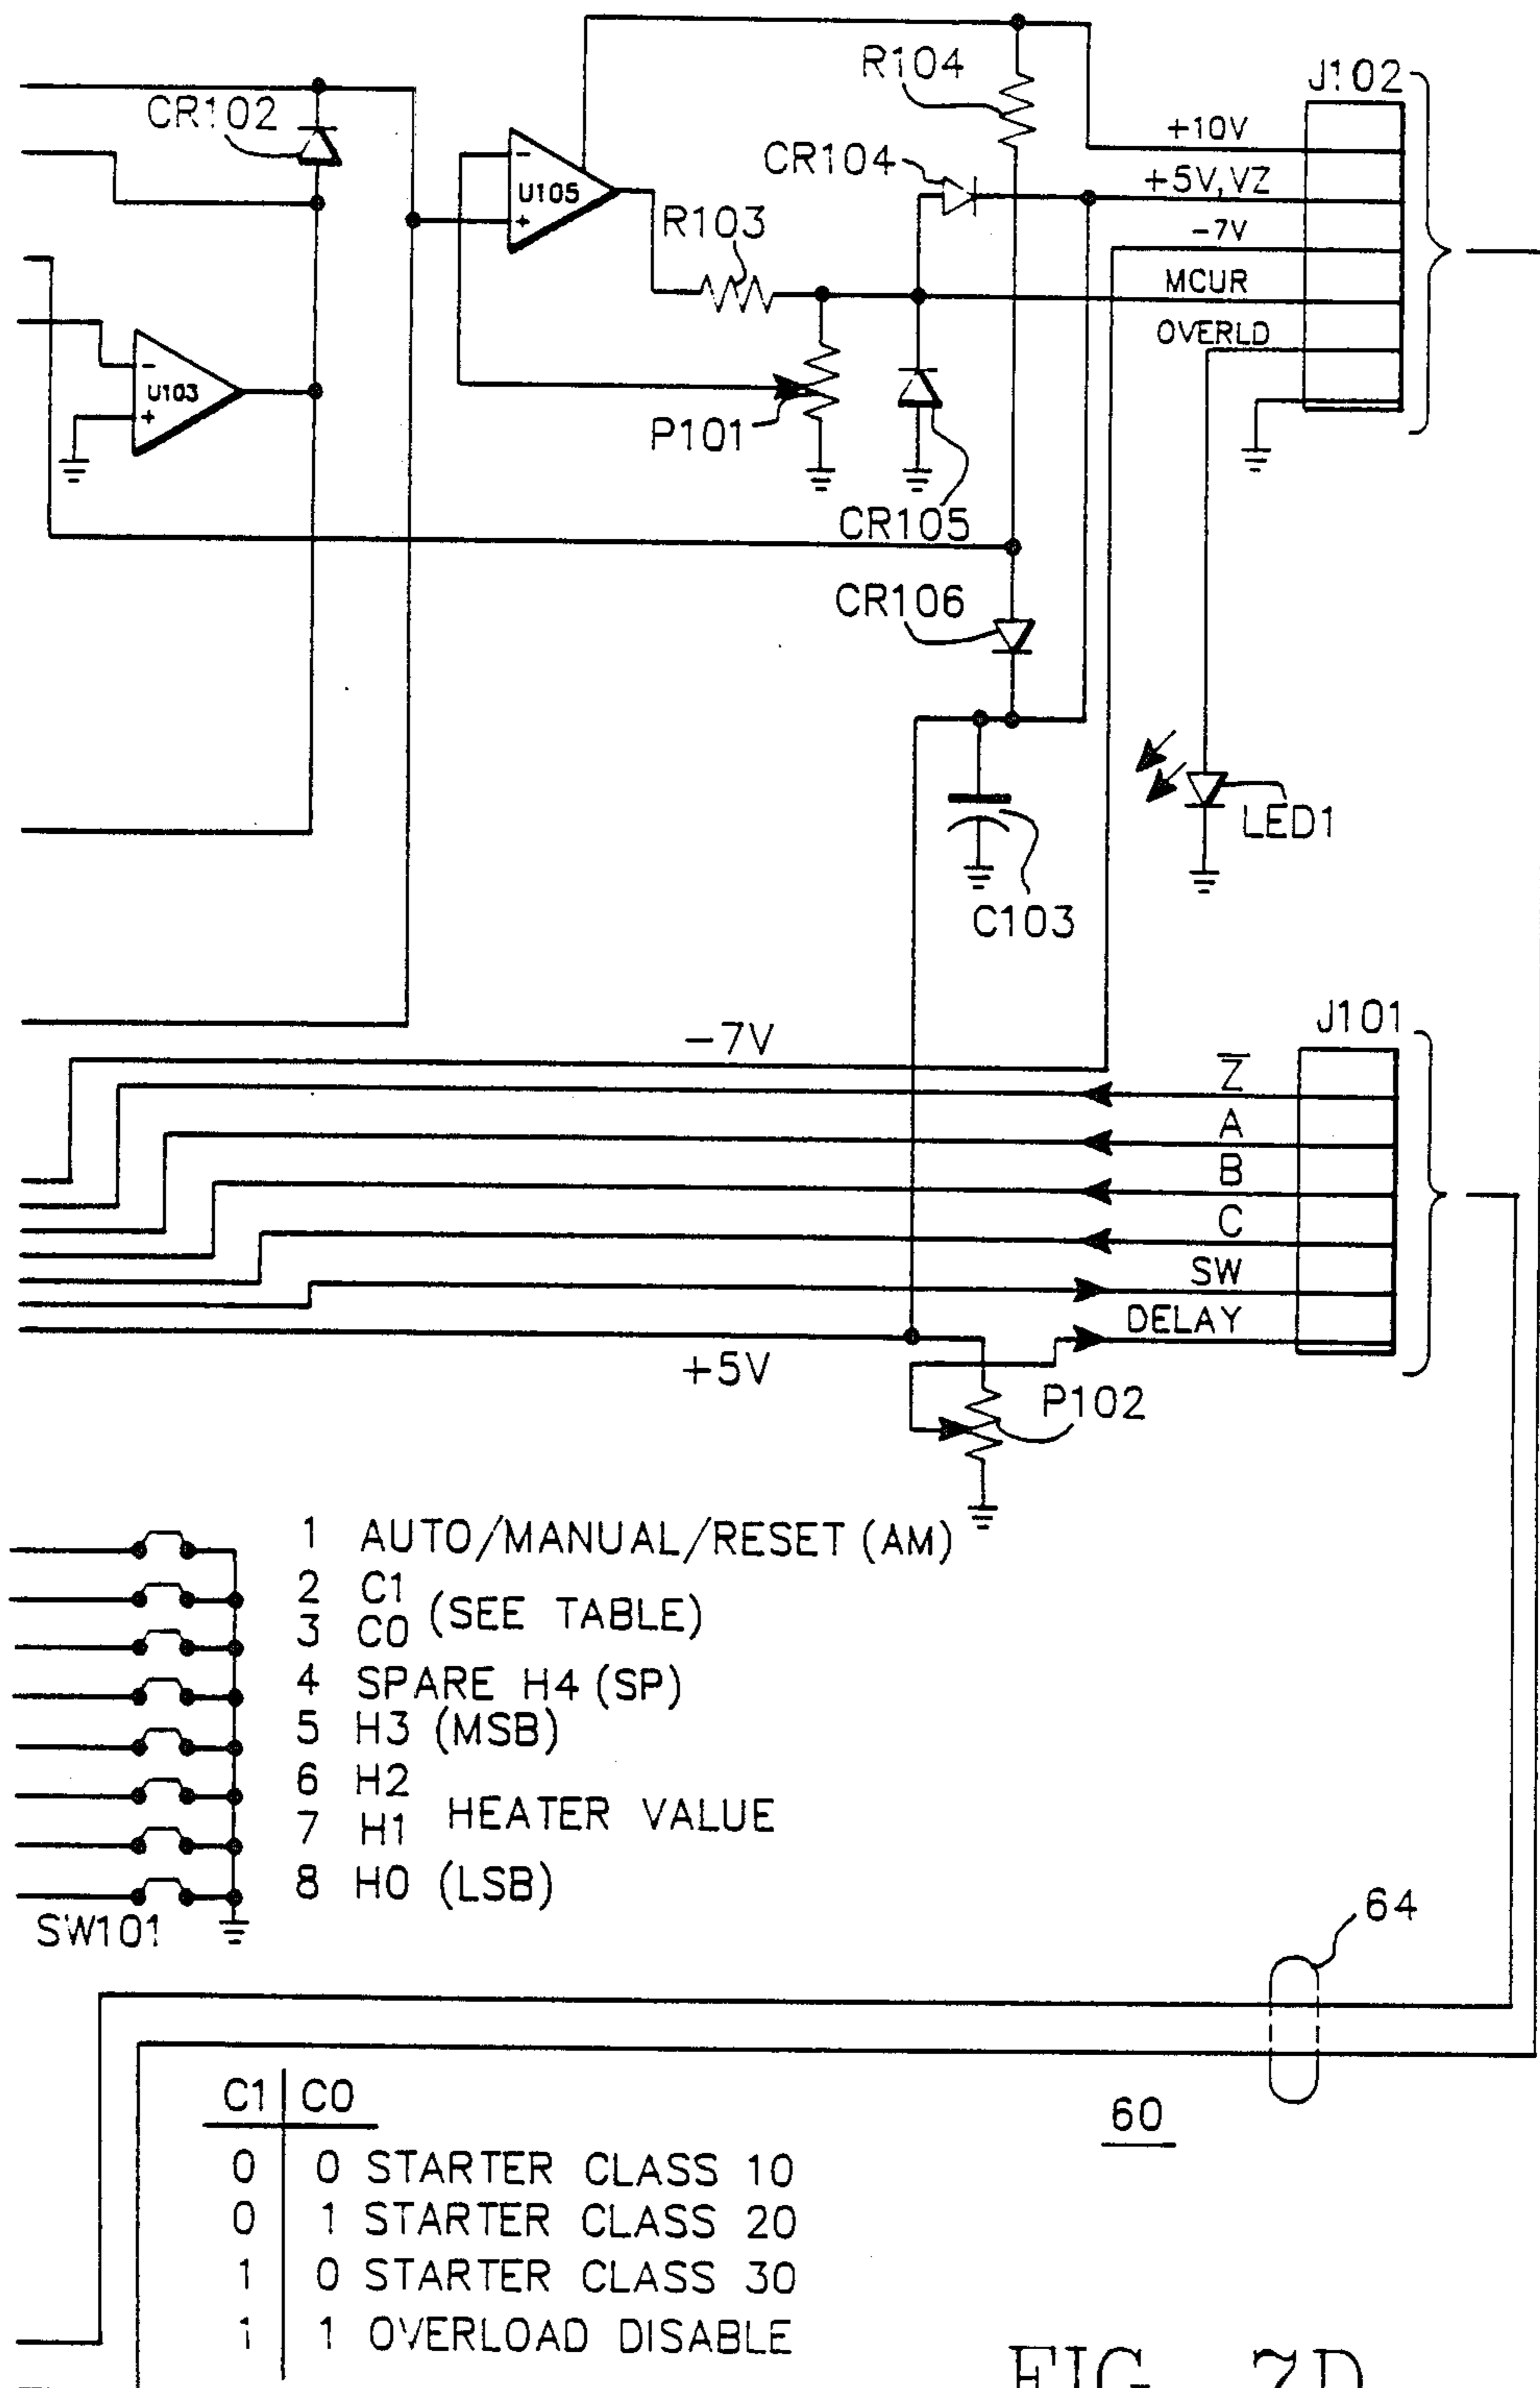 R104
J102
CR102
+10V
CR104
+5V,VZ
-
U105
+
R103
-7V
MCUR
OVERLD
-
U103
+
P101
CR105
CR106
LED1
C103
J101
-7V
Z̅
A
B
C
SW
DELAY
+5V
P102
1 AUTO/MANUAL/RESET (AM)
2 C1
(SEE TABLE)
3 C0
4 SPARE H4 (SP)
5 H3 (MSB)
6 H2
HEATER VALUE
7 H1
8 H0 (LSB)
SW101
64
C1 C0
60
0 0 STARTER CLASS 10
0 1 STARTER CLASS 20
1 0 STARTER CLASS 30
1 1 OVERLOAD DISABLE
FIG. 7D